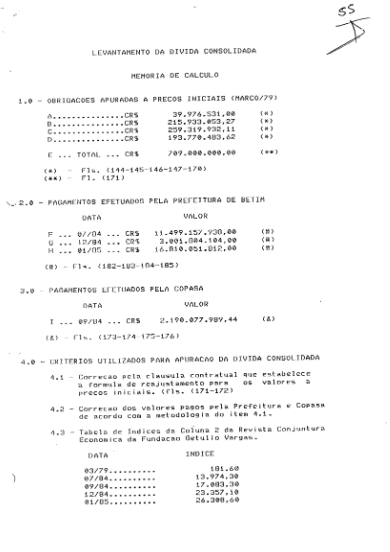 55
LEVANTAMENTO DA DIVIDA CONSOLIDADA
MEMORIA DE CALCULO
1.0 - OBRIGACOES APURADAS A PRECOS INICIAIS (MARCO/79)
A...............CR$ 39.976.531,00 (*)
B...............CR$ 215.933.053,27 (*)
C...............CR$ 259.319.932,11 (*)
D...............CR$ 193.770.483,62 (*)
E ... TOTAL ... CR$ 709.000.000,00 (**)
(*) - Fls. (144-145-146-147-170)
(**) - Fl. (171)
2.0 - PAGAMENTOS EFETUADOS PELA PREFEITURA DE BETIM
DATA VALOR
F ... 07/84 ... CR$ 11.499.157.938,00 (#)
G ... 12/84 ... CR$ 3.001.804.104,00 (#)
H ... 01/85 ... CR$ 16.810.051.812,00 (#)
(#) - Fls. (182-183-184-185)
3.0 - PAGAMENTOS EFETUADOS PELA COPASA
DATA VALOR
I ... 09/84 ... CR$ 2.190.077.989,44 (&)
(&) - Fls. (173-174-175-176)
4.0 - CRITERIOS UTILIZADOS PARA APURACAO DA DIVIDA CONSOLIDADA
4.1 - Correcao pela clausula contratual que estabelece
a formula de reajustamento para os valores a
precos iniciais. (Fls. (171-172)
4.2 - Correcao dos valores pagos pela Prefeitura e Copasa
de acordo com a metodologia do item 4.1.
4.3 - Tabela de Indices da Coluna 2 da Revista Conjuntura
Economica da Fundacao Getulio Vargas.
DATA INDICE
03/79.......... 181.60
07/84.......... 13.974,30
09/84.......... 17.083,30
12/84.......... 23.357,10
01/85.......... 26.308,60